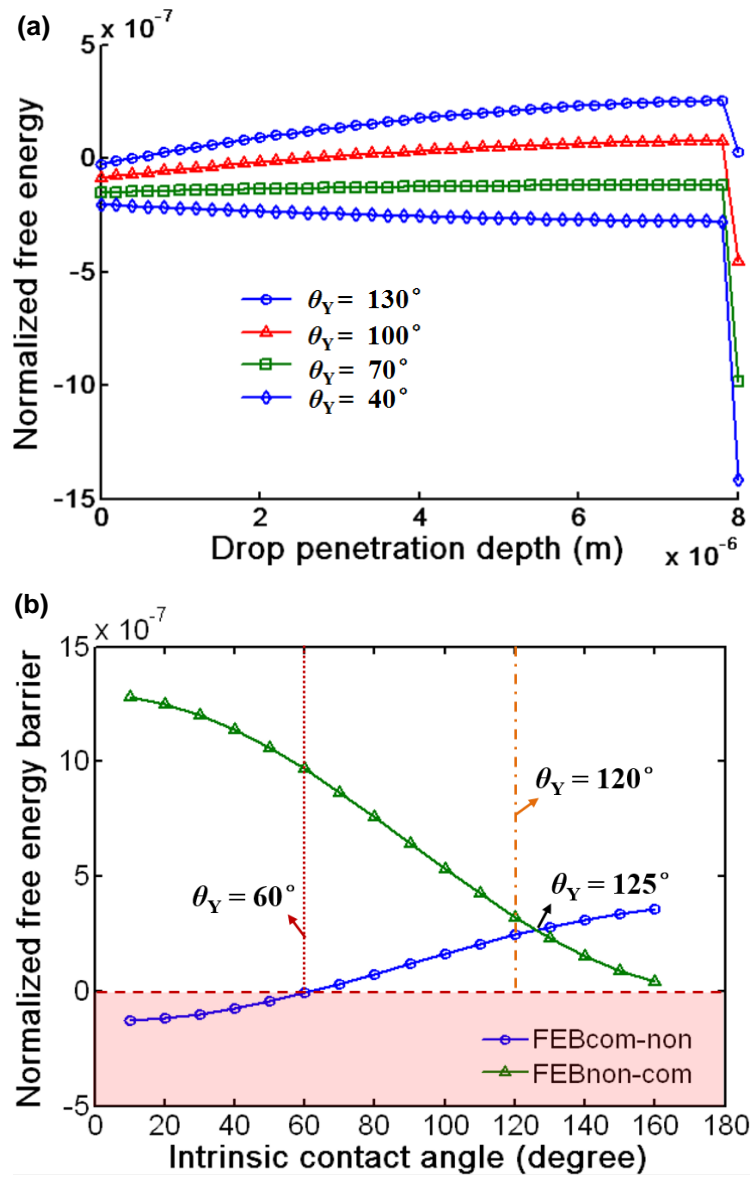 (a)
× 10⁻⁷
5
0
-5
-10
-15
Normalized free energy
θY = 130°
θY = 100°
θY = 70°
θY = 40°
0 2 4 6 8
Drop penetration depth (m)
× 10⁻⁶
(b)
× 10⁻⁷
15
10
5
0
-5
Normalized free energy barrier
θY = 120°
θY = 125°
θY = 60°
FEBcom-non
FEBnon-com
0 20 40 60 80 100 120 140 160 180
Intrinsic contact angle (degree)